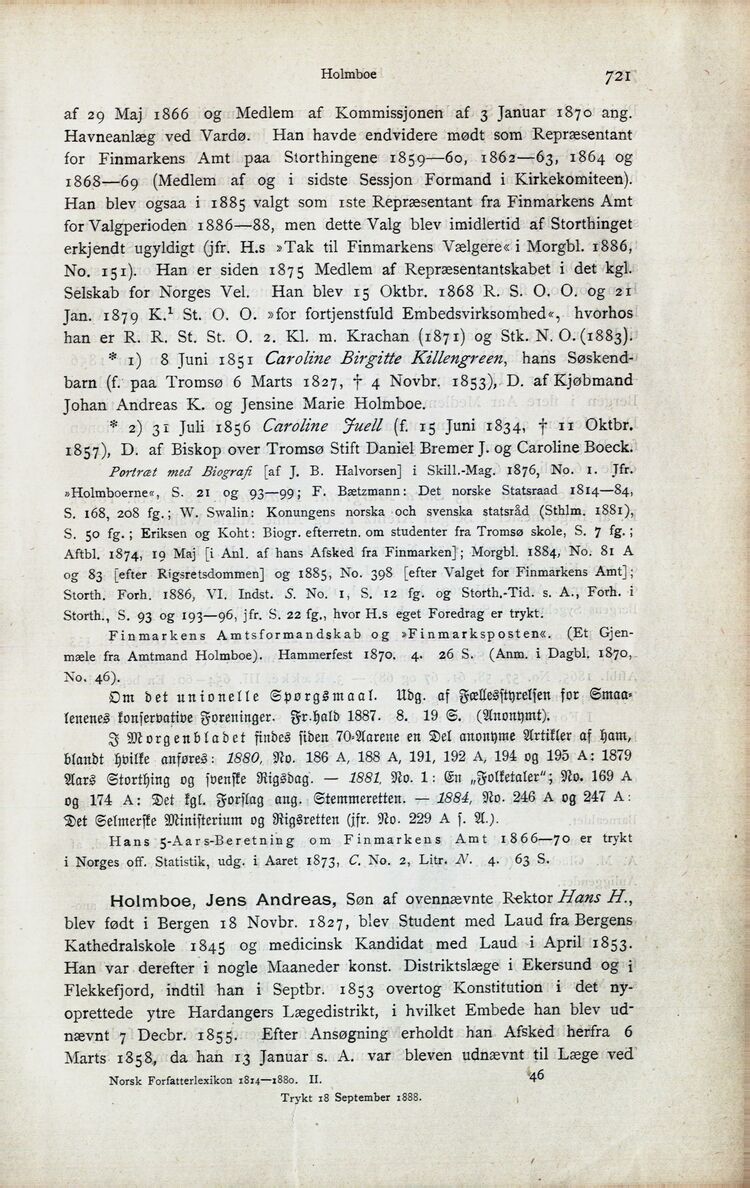 Holmboe
721
af 29 Maj 1866 og Medlem af Kommissjonen af 3 Januar 1870 ang.
Havneanlæg ved Vardø. Han havde endvidere mødt som Repræsentant
for Finmarkens Amt paa Storthingene 1859—60, 1862—63, 1864 og
1868—69 (Medlem af og i sidste Sessjon Formand i Kirkekomiteen).
Han blev ogsaa i 1885 valgt som 1ste Repræsentant fra Finmarkens Amt
for Valgperioden 1886—88, men dette Valg blev imidlertid af Storthinget
erkjendt ugyldigt (jfr. H.s »Tak til Finmarkens Vælgere« i Morgbl. 1886,
No. 151). Han er siden 1875 Medlem af Repræsentantskabet i det kgl.
Selskab for Norges Vel. Han blev 15 Oktbr. 1868 R. S. O. O. og 21
Jan. 1879 K.¹ St. O. O. »for fortjenstfuld Embedsvirksomhed«, hvorhos
han er R. R. St. St. O. 2. Kl. m. Krachan (1871) og Stk. N. O. (1883).
* 1) 8 Juni 1851 Caroline Birgitte Killengreen, hans Søskend-
barn (f. paa Tromsø 6 Marts 1827, † 4 Novbr. 1853), D. af Kjøbmand
Johan Andreas K. og Jensine Marie Holmboe.
* 2) 31 Juli 1856 Caroline Juell (f. 15 Juni 1834, † 11 Oktbr.
1857), D. af Biskop over Tromsø Stift Daniel Bremer J. og Caroline Boeck.
Portræt med Biografi [af J. B. Halvorsen] i Skill.-Mag. 1876, No. 1. Jfr.
»Holmboerne«, S. 21 og 93—99; F. Bætzmann: Det norske Statsraad 1814—84,
S. 168, 208 fg.; W. Swalin: Konungens norska och svenska statsråd (Sthlm. 1881),
S. 50 fg.; Eriksen og Koht: Biogr. efterretn. om studenter fra Tromsø skole, S. 7 fg.;
Aftbl. 1874, 19 Maj [i Anl. af hans Afsked fra Finmarken]; Morgbl. 1884, No. 81 A
og 83 [efter Rigsretsdommen] og 1885, No. 398 [efter Valget for Finmarkens Amt];
Storth. Forh. 1886, VI. Indst. S. No. 1, S. 12 fg. og Storth.-Tid. s. A., Forh. i
Storth., S. 93 og 193—96, jfr. S. 22 fg., hvor H.s eget Foredrag er trykt.
Finmarkens Amtsformandskab og »Finmarksposten«. (Et Gjen-
mæle fra Amtmand Holmboe). Hammerfest 1870. 4. 26 S. (Anm. i Dagbl. 1870,
No. 46).
Om det unionelle Spørgsmaal. Udg. af Fællesstyrelsen for Smaa-
lenenes konservative Foreninger. Fr.hald 1887. 8. 19 S. (Anonymt).
I Morgenbladet findes siden 70-Aarene en Del anonyme Artikler af ham,
blandt hvilke anføres: 1880, No. 186 A, 188 A, 191, 192 A, 194 og 195 A: 1879
Aars Storthing og svenske Rigsdag. — 1881, No. 1: En „Folketaler“; No. 169 A
og 174 A: Det kgl. Forslag ang. Stemmeretten. — 1884, No. 246 A og 247 A:
Det Selmerske Ministerium og Rigsretten (jfr. No. 229 A s. A.).
Hans 5-Aars-Beretning om Finmarkens Amt 1866—70 er trykt
i Norges off. Statistik, udg. i Aaret 1873, C. No. 2, Litr. N. 4. 63 S.
Holmboe, Jens Andreas, Søn af ovennævnte Rektor Hans H.,
blev født i Bergen 18 Novbr. 1827, blev Student med Laud fra Bergens
Kathedralskole 1845 og medicinsk Kandidat med Laud i April 1853.
Han var derefter i nogle Maaneder konst. Distriktslæge i Ekersund og i
Flekkefjord, indtil han i Septbr. 1853 overtog Konstitution i det ny-
oprettede ytre Hardangers Lægedistrikt, i hvilket Embede han blev ud-
nævnt 7 Decbr. 1855. Efter Ansøgning erholdt han Afsked herfra 6
Marts 1858, da han 13 Januar s. A. var bleven udnævnt til Læge ved
Norsk Forfatterlexikon 1814—1880. II.
46
Trykt 18 September 1888.